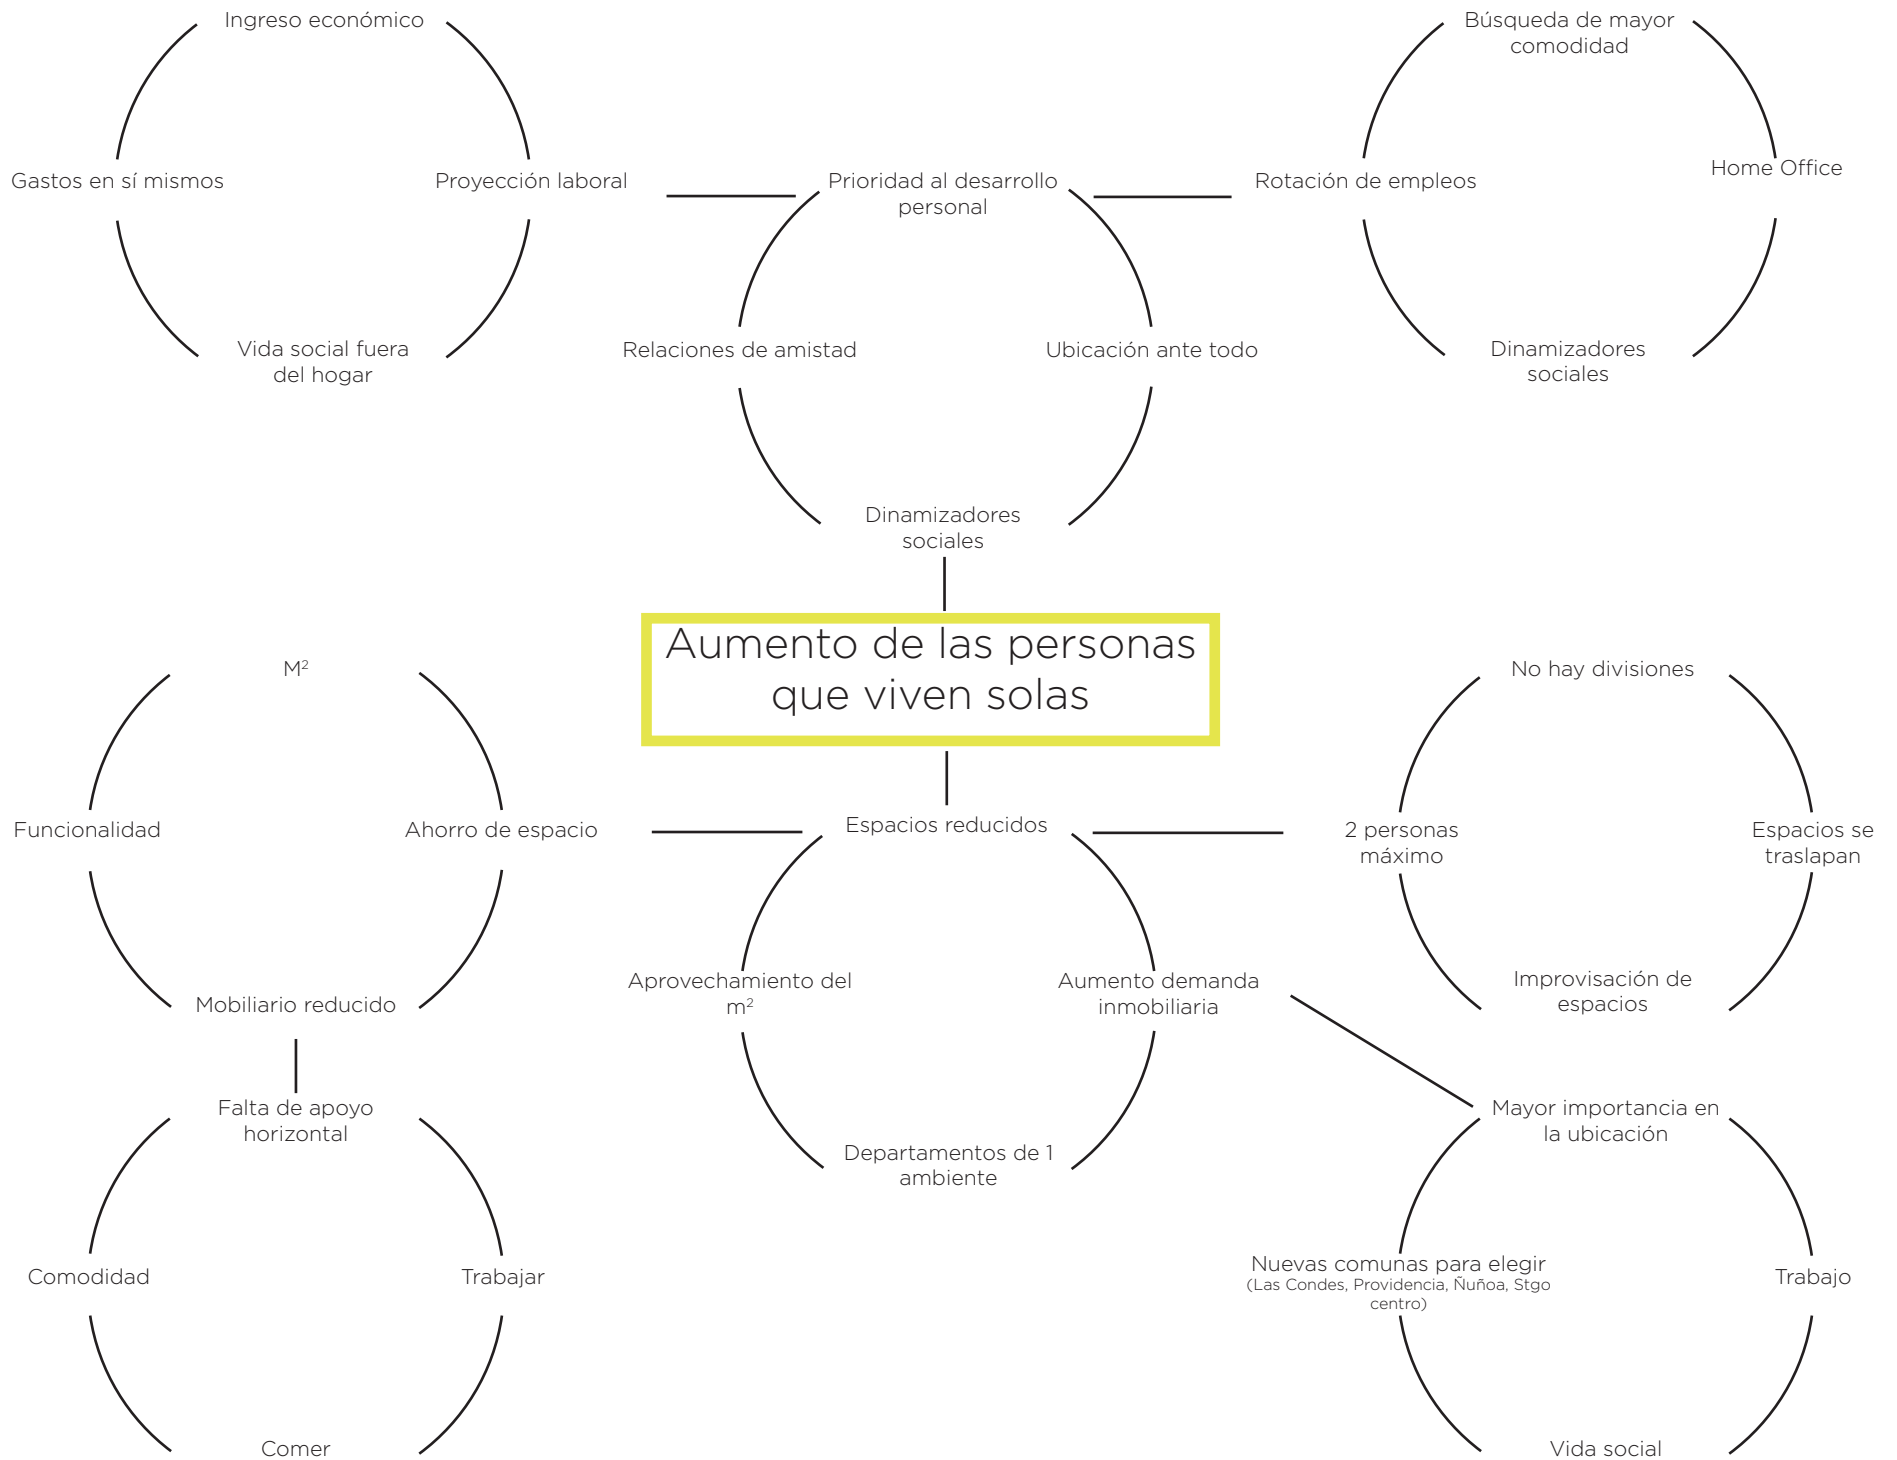 Ingreso económico
Gastos en sí mismos
Proyección laboral
Vida social fuera
del hogar
Prioridad al desarrollo
personal
Relaciones de amistad
Ubicación ante todo
Dinamizadores
sociales
Búsqueda de mayor
comodidad
Rotación de empleos
Home Office
Dinamizadores
sociales
Aumento de las personas
que viven solas
M²
Funcionalidad
Ahorro de espacio
Mobiliario reducido
Espacios reducidos
Aprovechamiento del
m²
Aumento demanda
inmobiliaria
Departamentos de 1
ambiente
No hay divisiones
2 personas
máximo
Espacios se
traslapan
Improvisación de
espacios
Falta de apoyo
horizontal
Comodidad
Trabajar
Comer
Mayor importancia en
la ubicación
Nuevas comunas para elegir
(Las Condes, Providencia, Ñuñoa, Stgo
centro)
Trabajo
Vida social